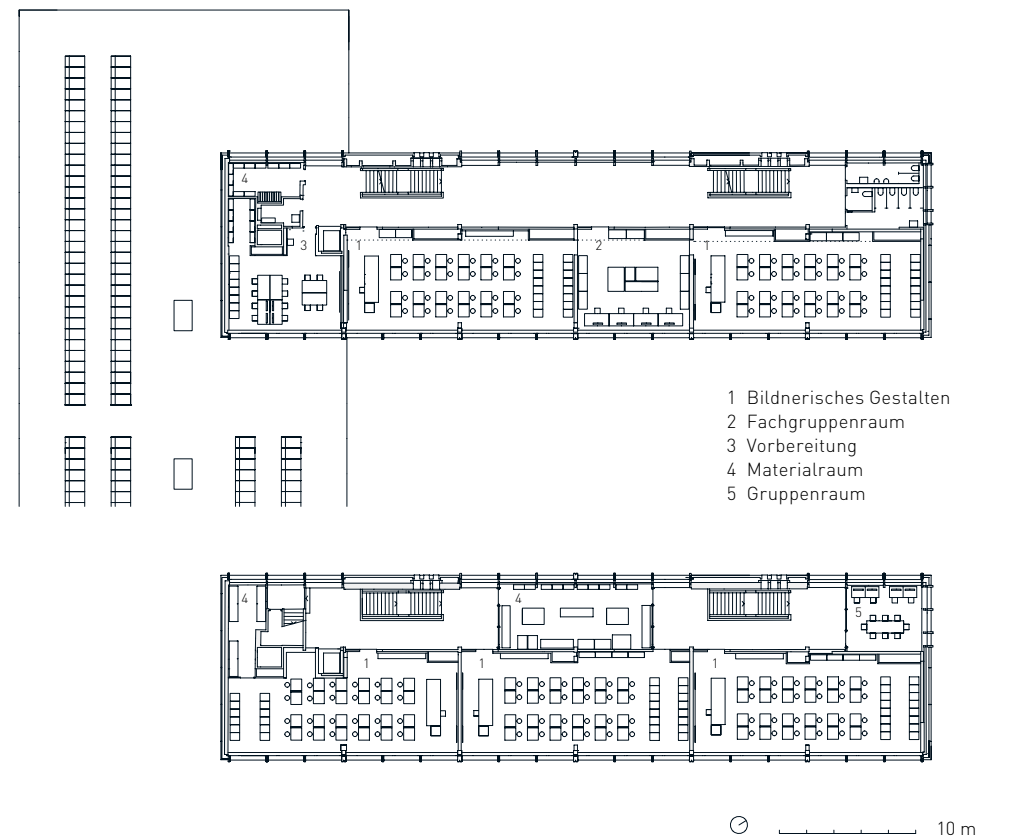 4
3
1
2
1
1 Bildnerisches Gestalten
2 Fachgruppenraum
3 Vorbereitung
4 Materialraum
5 Gruppenraum
4
4
5
1
1
1
10 m